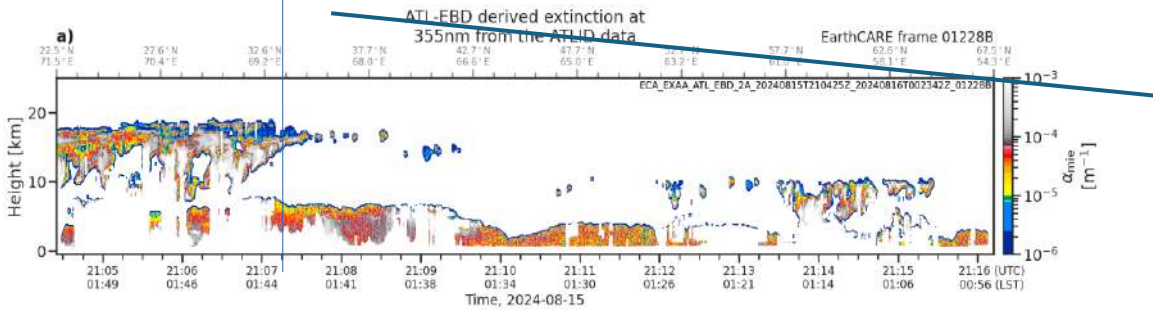 ATL-EBD derived extinction at
a) 355nm from the ATLID data EarthCARE frame 01228B
22.5°N 27.6°N 32.6°N 37.7°N 42.7°N 47.7°N 57.7°N 62.6°N 67.5°N
71.5°E 70.4°E 69.2°E 68.0°E 66.6°E 65.0°E 63.2°E 61.0°E 58.1°E 54.3°E
ECA_EXAA_ATL_EBD_2A_20240815T210425Z_20240816T002342Z_01228B
Height [km]
20
10
0
10⁻³
10⁻⁴
10⁻⁵
10⁻⁶
αmie
[m⁻¹]
21:05 21:06 21:07 21:08 21:09 21:10 21:11 21:12 21:13 21:14 21:15 21:16 (UTC)
01:49 01:46 01:44 01:41 01:38 01:34 01:30 01:26 01:21 01:14 01:06 00:56 (LST)
Time, 2024-08-15